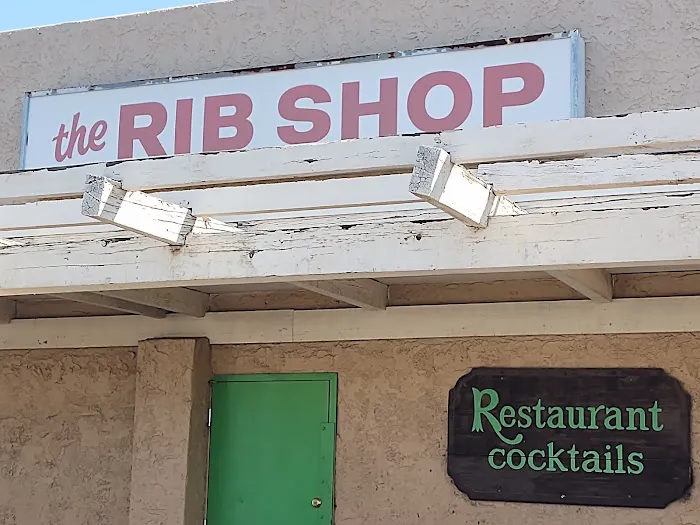 the RIB SHOP
Restaurant
cocktails